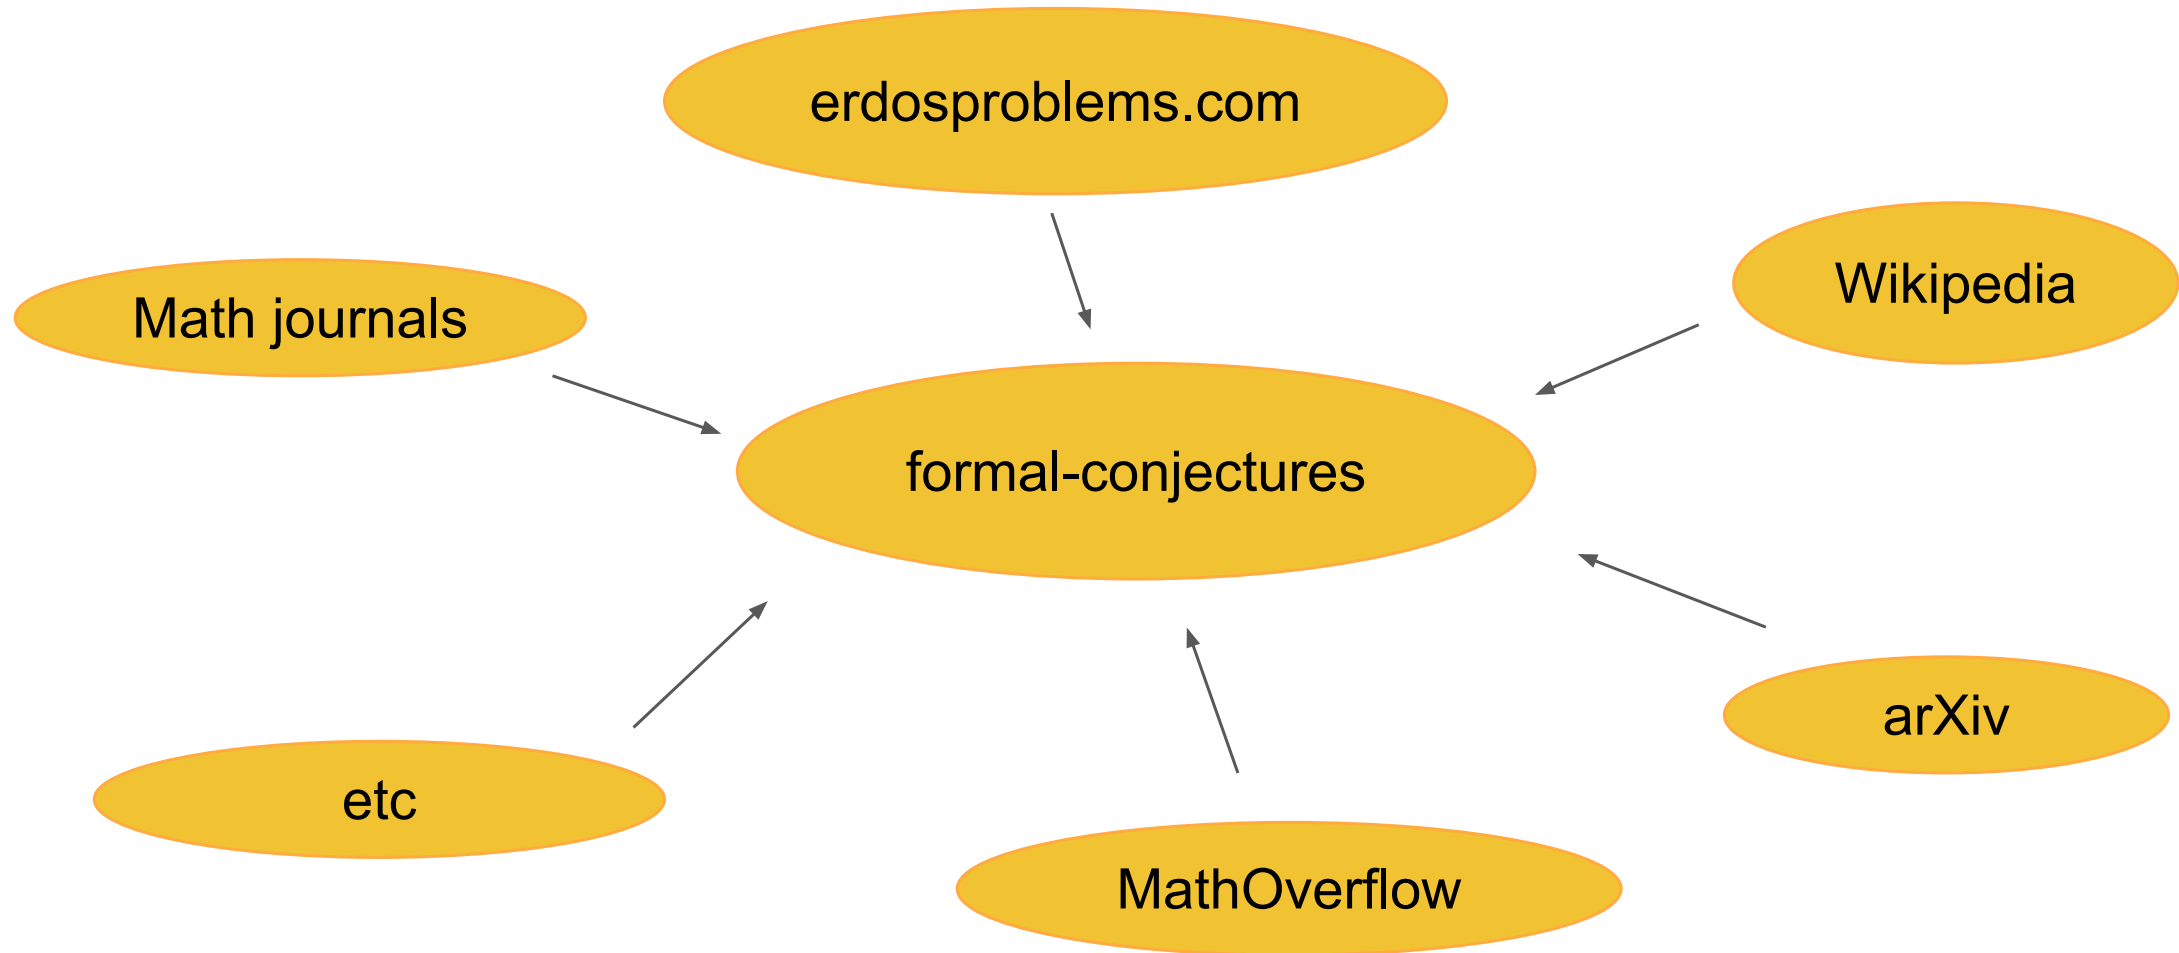 erdosproblems.com
Wikipedia
Math journals
formal-conjectures
arXiv
etc
MathOverflow